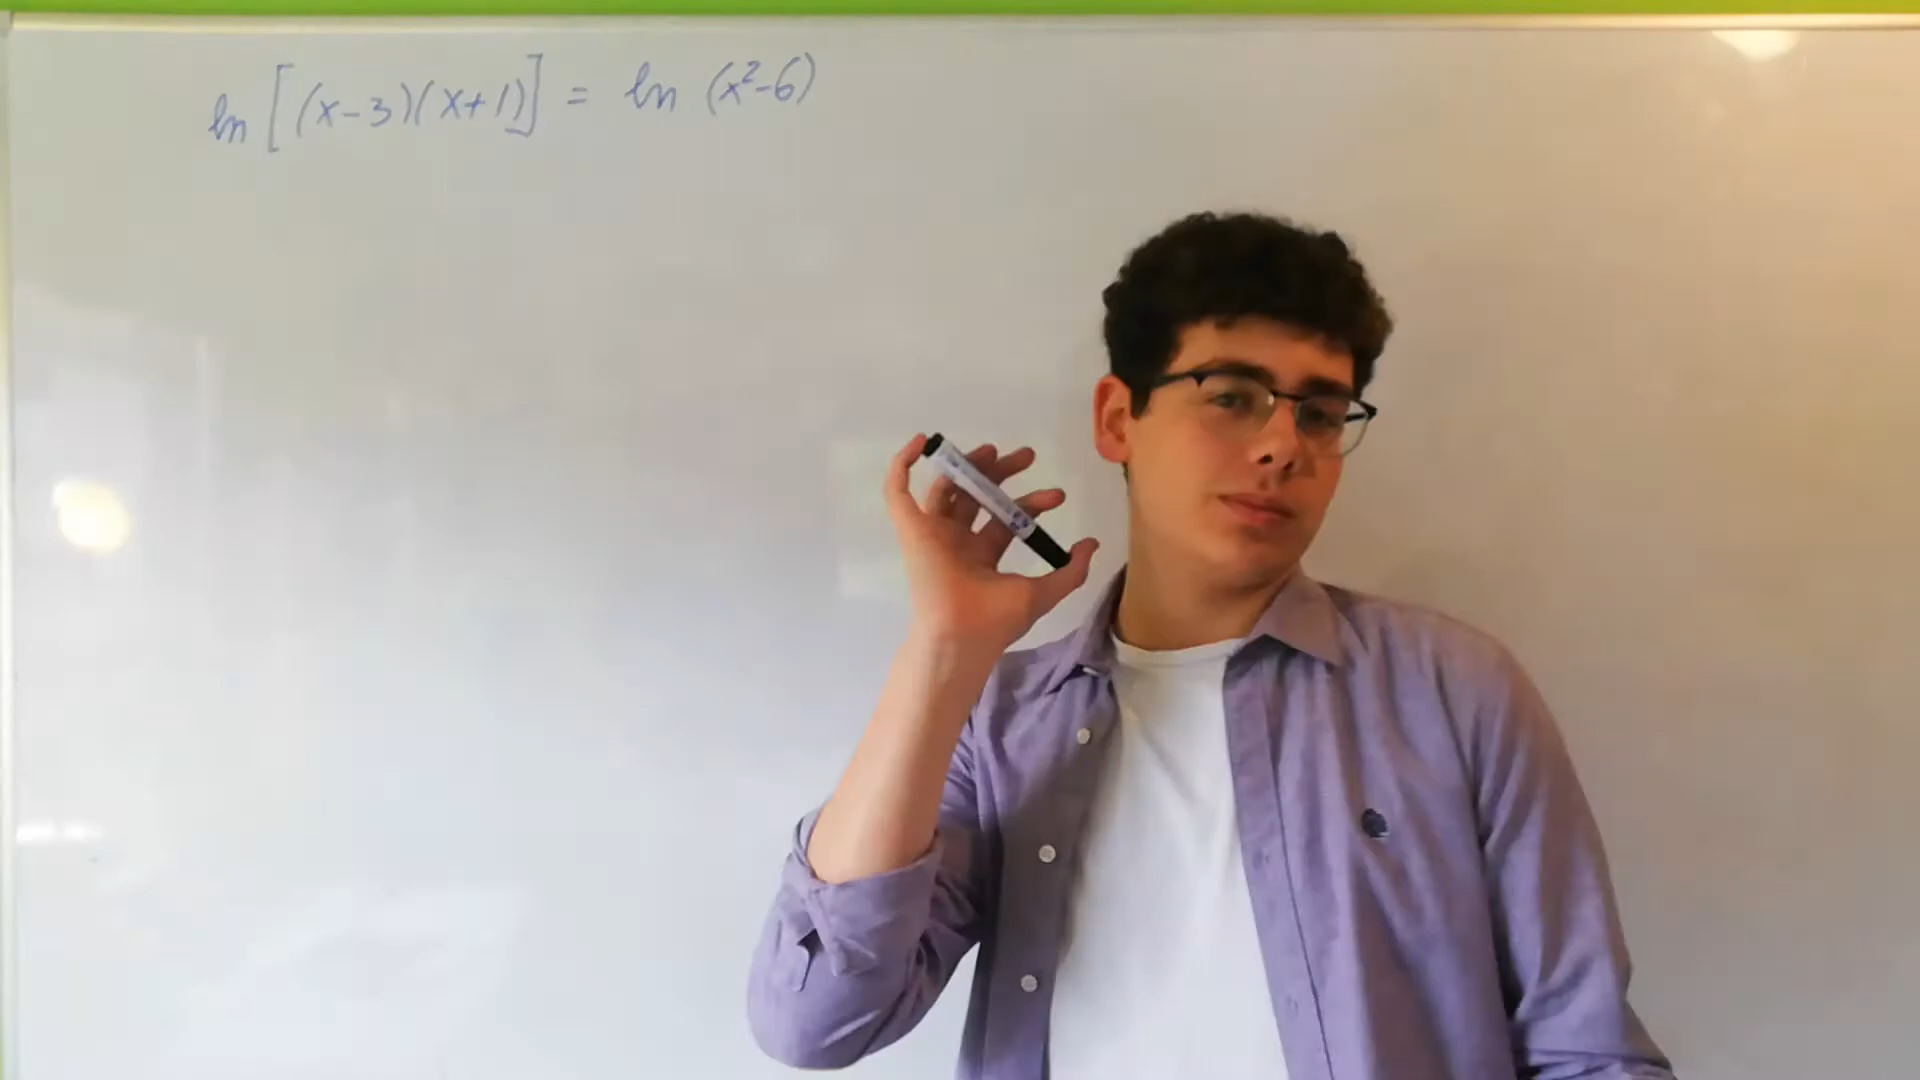 ln [(x-3)(x+1)] = ln (x²-6)